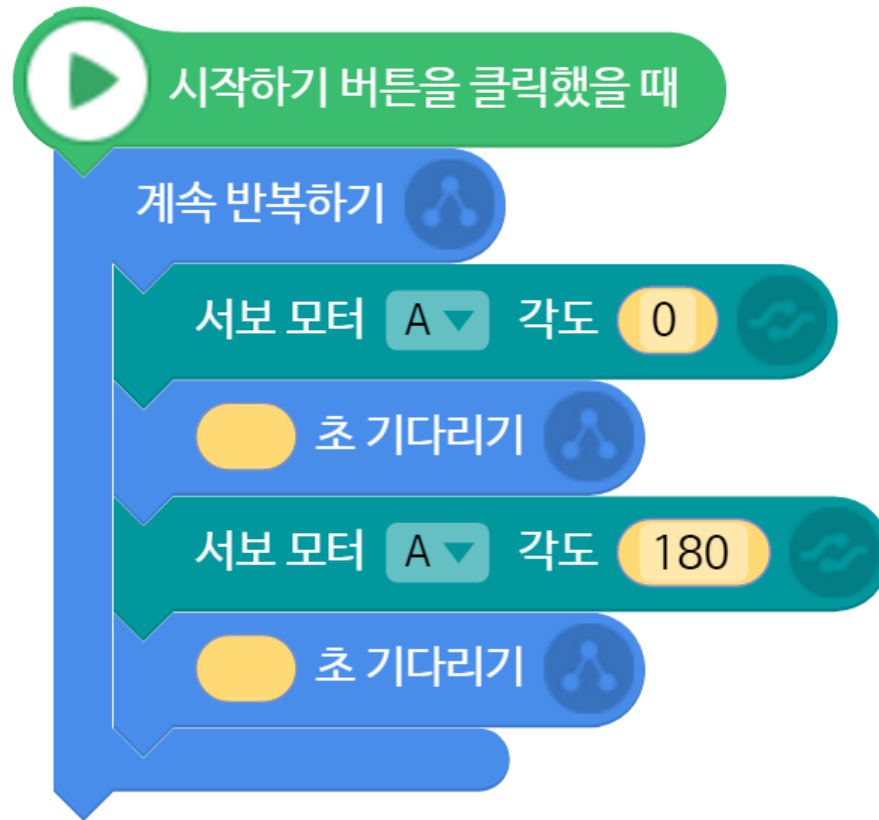 시작하기 버튼을 클릭했을 때
계속 반복하기
서보 모터 A 각도 0
초 기다리기
서보 모터 A 각도 180
초 기다리기